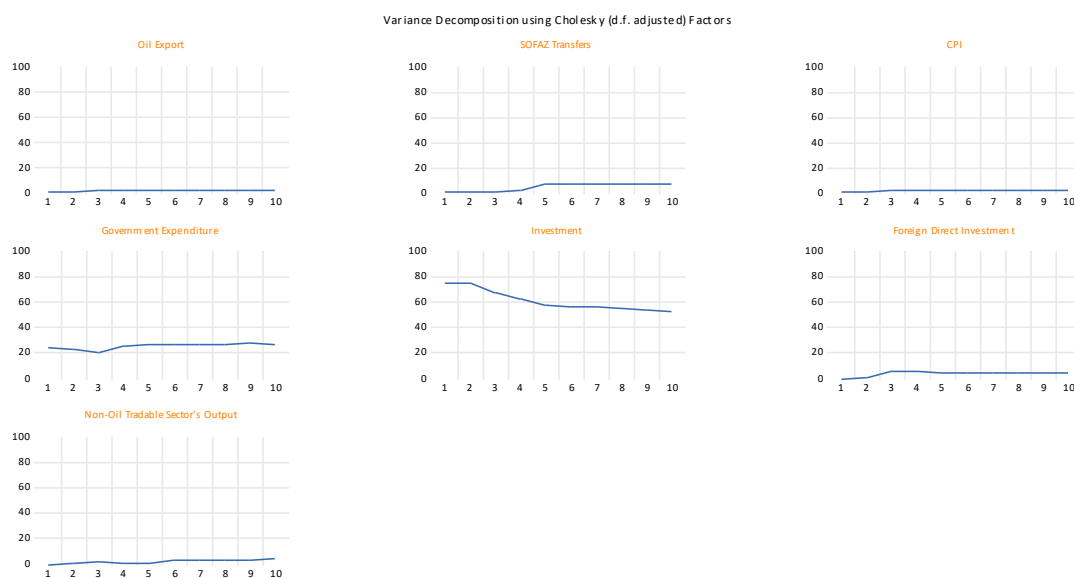 Variance Decomposition using Cholesky (d.f. adjusted) Factors
Oil Export
100
80
60
40
20
0
1 2 3 4 5 6 7 8 9 10
SOFAZ Transfers
100
80
60
40
20
0
1 2 3 4 5 6 7 8 9 10
CPI
100
80
60
40
20
0
1 2 3 4 5 6 7 8 9 10
Government Expenditure
100
80
60
40
20
0
1 2 3 4 5 6 7 8 9 10
Investment
100
80
60
40
20
0
1 2 3 4 5 6 7 8 9 10
Foreign Direct Investment
100
80
60
40
20
0
1 2 3 4 5 6 7 8 9 10
Non-Oil Tradable Sector's Output
100
80
60
40
20
0
1 2 3 4 5 6 7 8 9 10